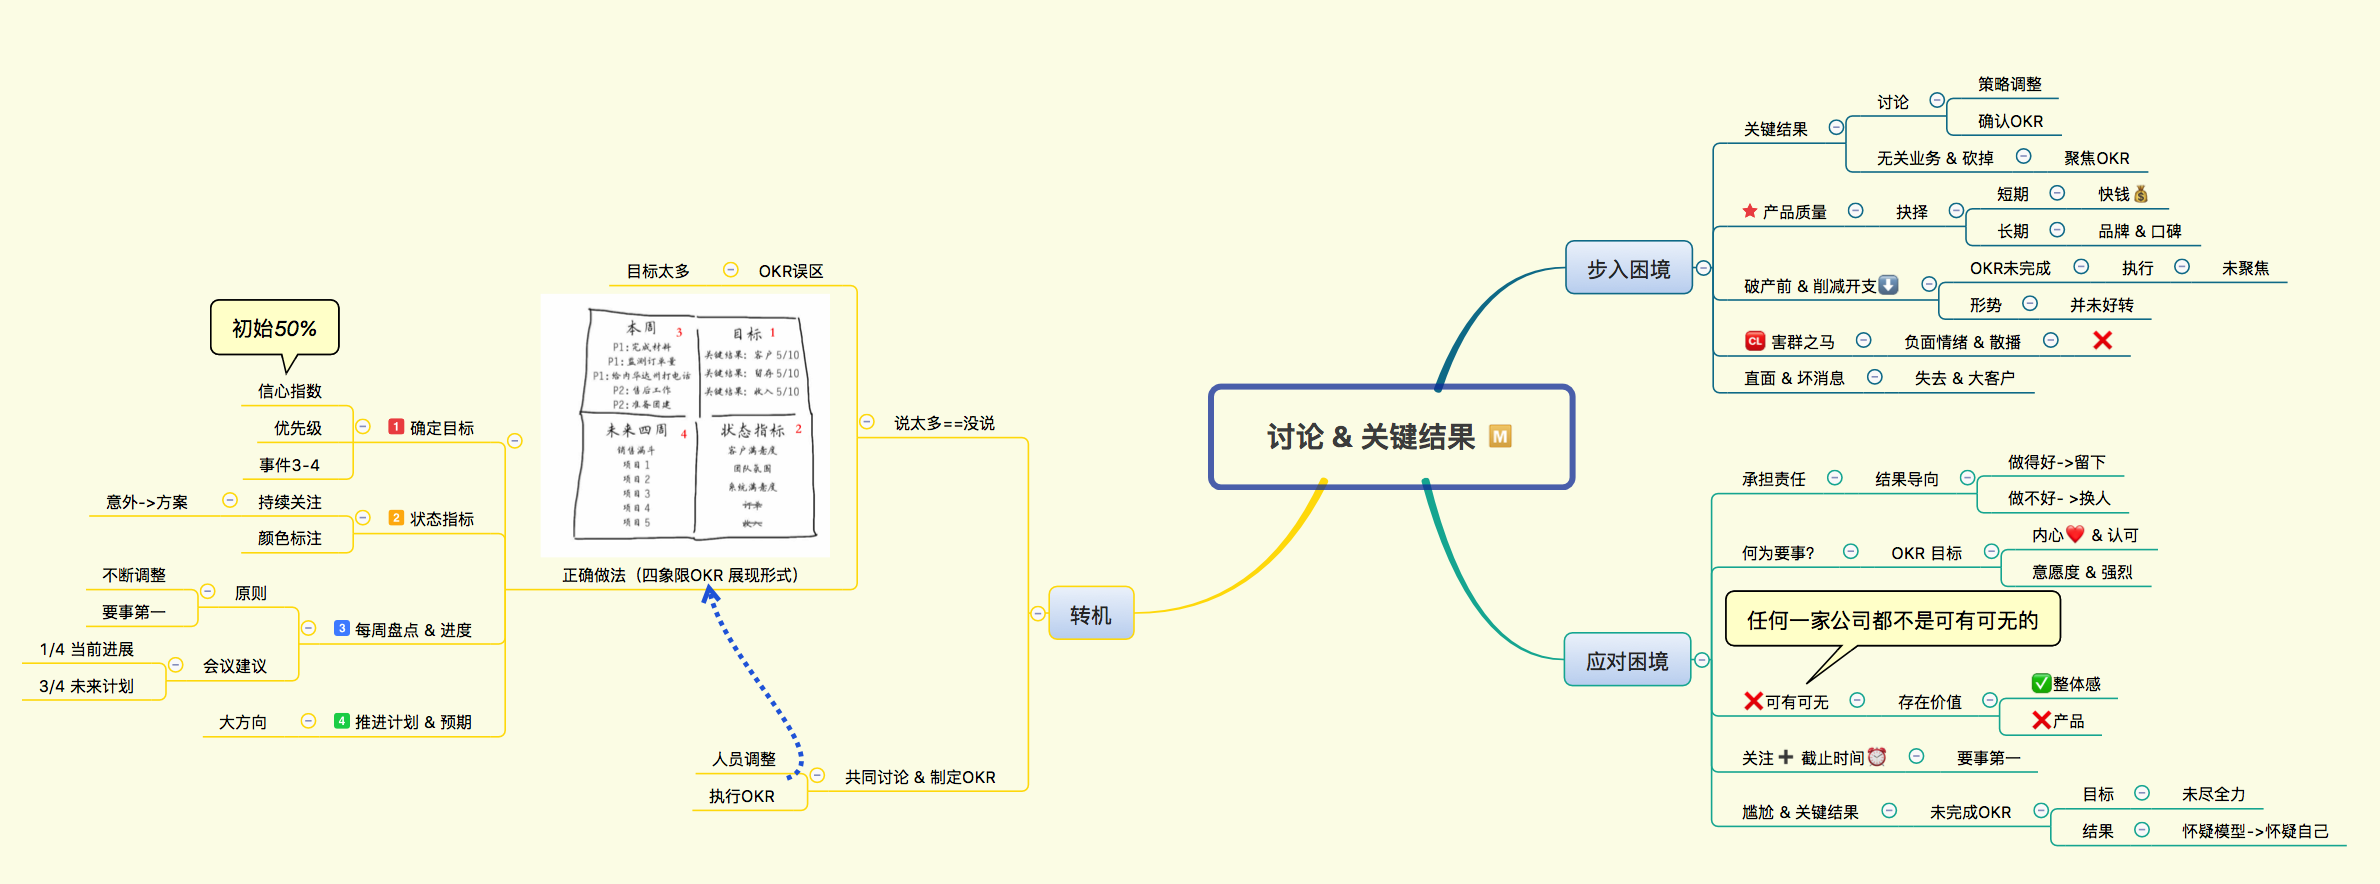 讨论 & 关键结果 M
步入困境
关键结果
讨论
策略调整
确认OKR
无关业务 & 砍掉
聚焦OKR
产品质量
抉择
短期
快钱
长期
品牌 & 口碑
破产前 & 削减开支
OKR未完成
执行
未聚焦
形势
并未好转
CL 害群之马
负面情绪 & 散播
直面 & 坏消息
失去 & 大客户
应对困境
承担责任
结果导向
做得好->留下
做不好- >换人
何为要事?
OKR 目标
内心 & 认可
意愿度 & 强烈
任何一家公司都不是可有可无的
可有可无
存在价值
整体感
产品
关注 截止时间
要事第一
尴尬 & 关键结果
未完成OKR
目标
未尽全力
结果
怀疑模型->怀疑自己
转机
说太多==没说
OKR误区
目标太多
本周 3
P1:完成材料
P1:监测订单量
P1:给内华达州打电话
P2:售后工作
P2:准备团建
目标 1
关键结果: 客户 5/10
关键结果: 留存 5/10
关键结果: 收入 5/10
未来四周 4
销售漏斗
项目 1
项目 2
项目 3
项目 4
项目 5
状态指标 2
客户满意度
团队氛围
系统满意度
订单
收入
正确做法（四象限OKR 展现形式）
1 确定目标
初始50%
信心指数
优先级
事件3-4
2 状态指标
持续关注
意外->方案
颜色标注
3 每周盘点 & 进度
原则
不断调整
要事第一
会议建议
1/4 当前进展
3/4 未来计划
4 推进计划 & 预期
大方向
共同讨论 & 制定OKR
人员调整
执行OKR